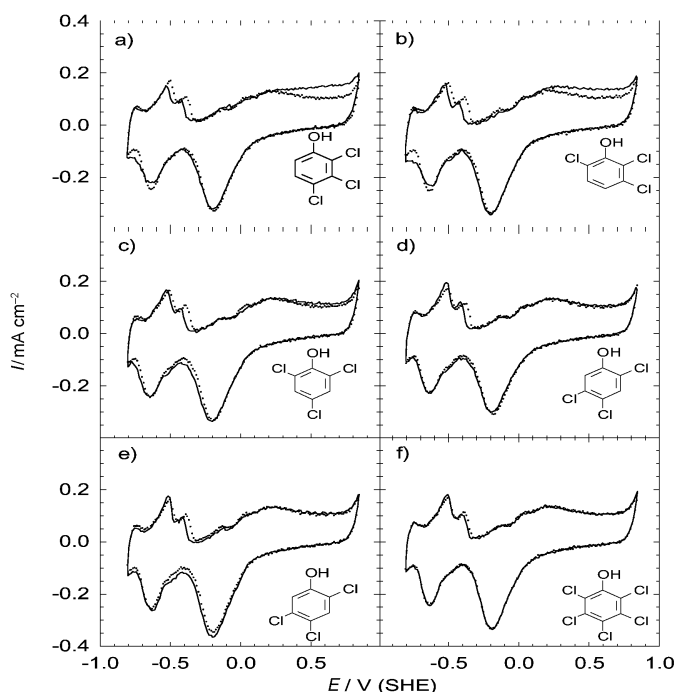 0.4
a) b)
0.2
0.0
OH OH
Cl Cl Cl
-0.2
Cl Cl
Cl
c) d)
0.2
0.0
OH OH
Cl Cl Cl
-0.2
Cl Cl
Cl
I/ mA cm–2
e) f)
0.2
0.0
OH OH
Cl Cl Cl
-0.2
Cl Cl Cl
Cl Cl
-0.4
-1.0 -0.5 0.0 0.5 -0.5 0.0 0.5 1.0
E / V (SHE)